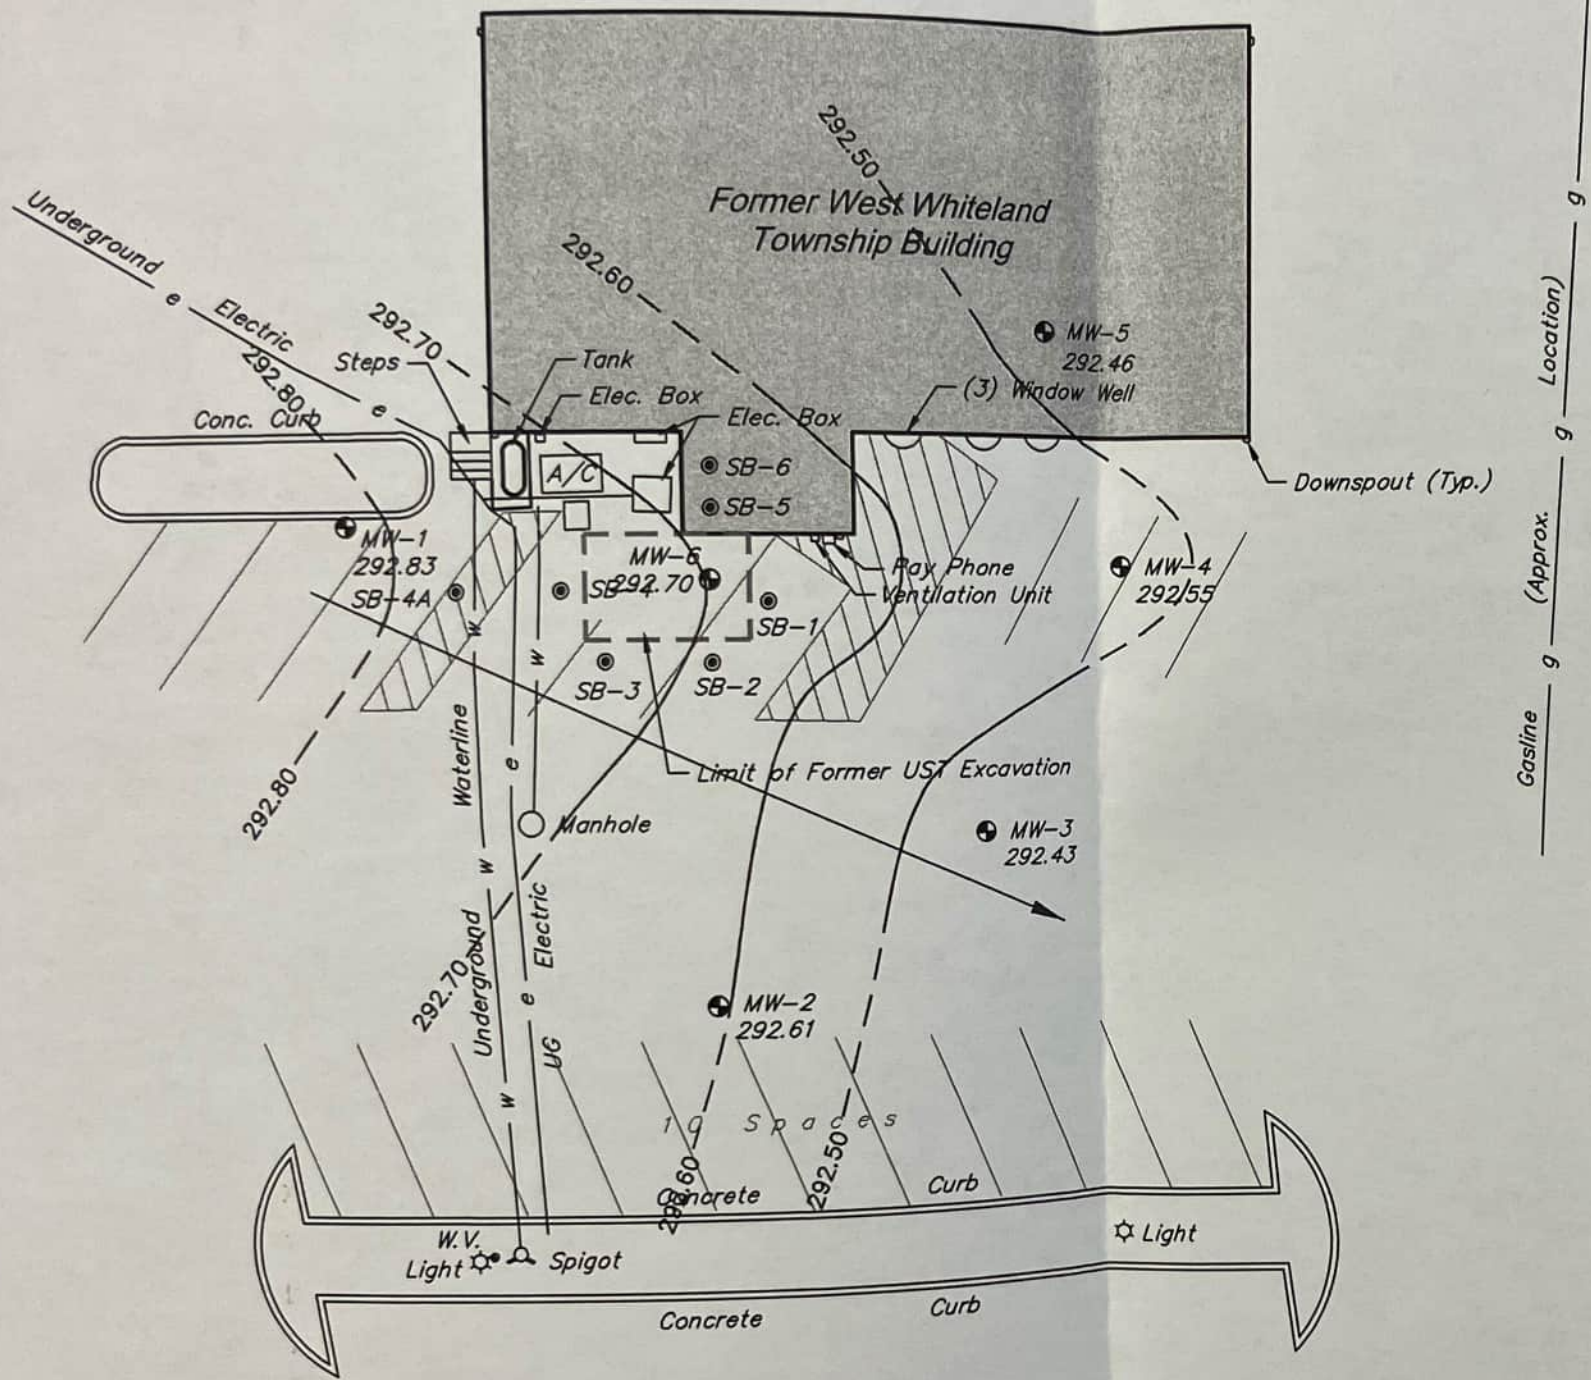 292.50
Former West Whiteland
Township Building
292.60
Underground
e
Electric
292.70
292.80
Steps
Tank
Elec. Box
Elec. Box
MW-5
292.46
(3) Window Well
Conc. Curb
e
A/C
SB-6
SB-5
Downspout (Typ.)
MW-1
292.83
SB-4A
MW-6
292.70
SB-4
SB-1
Pay Phone
Ventilation Unit
MW-4
292/55
w
w
SB-3
SB-2
Waterline
e
Limit of Former UST Excavation
292.80
Manhole
MW-3
292.43
w
Underground
Electric
292.70
e
UG
w
MW-2
292.61
10 Spaces
292.60
292.50
Concrete
Curb
W.V.
Light
Spigot
Light
Concrete
Curb
Gasline g (Approx. g Location) g